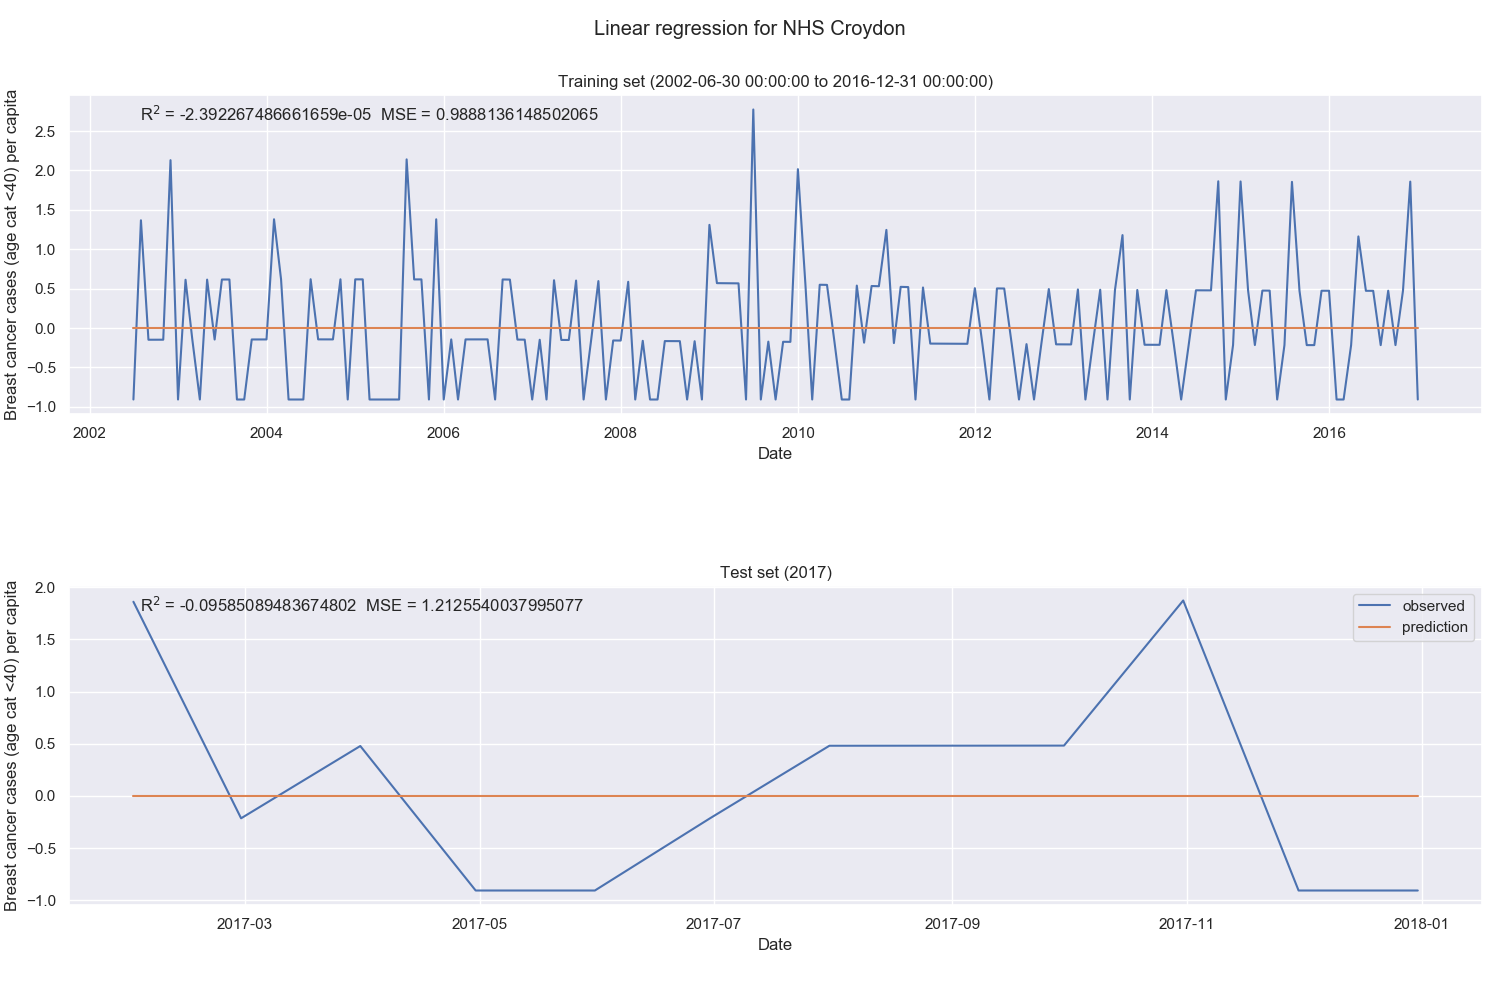 Linear regression for NHS Croydon
Training set (2002-06-30 00:00:00 to 2016-12-31 00:00:00)
R² = -2.392267486661659e-05 MSE = 0.9888136148502065
Breast cancer cases (age cat <40) per capita
2.5
2.0
1.5
1.0
0.5
0.0
−0.5
−1.0
2002 2004 2006 2008 2010 2012 2014 2016
Date
Test set (2017)
R² = -0.09585089483674802 MSE = 1.2125540037995077
observed
prediction
Breast cancer cases (age cat <40) per capita
2.0
1.5
1.0
0.5
0.0
−0.5
−1.0
2017-03 2017-05 2017-07 2017-09 2017-11 2018-01
Date